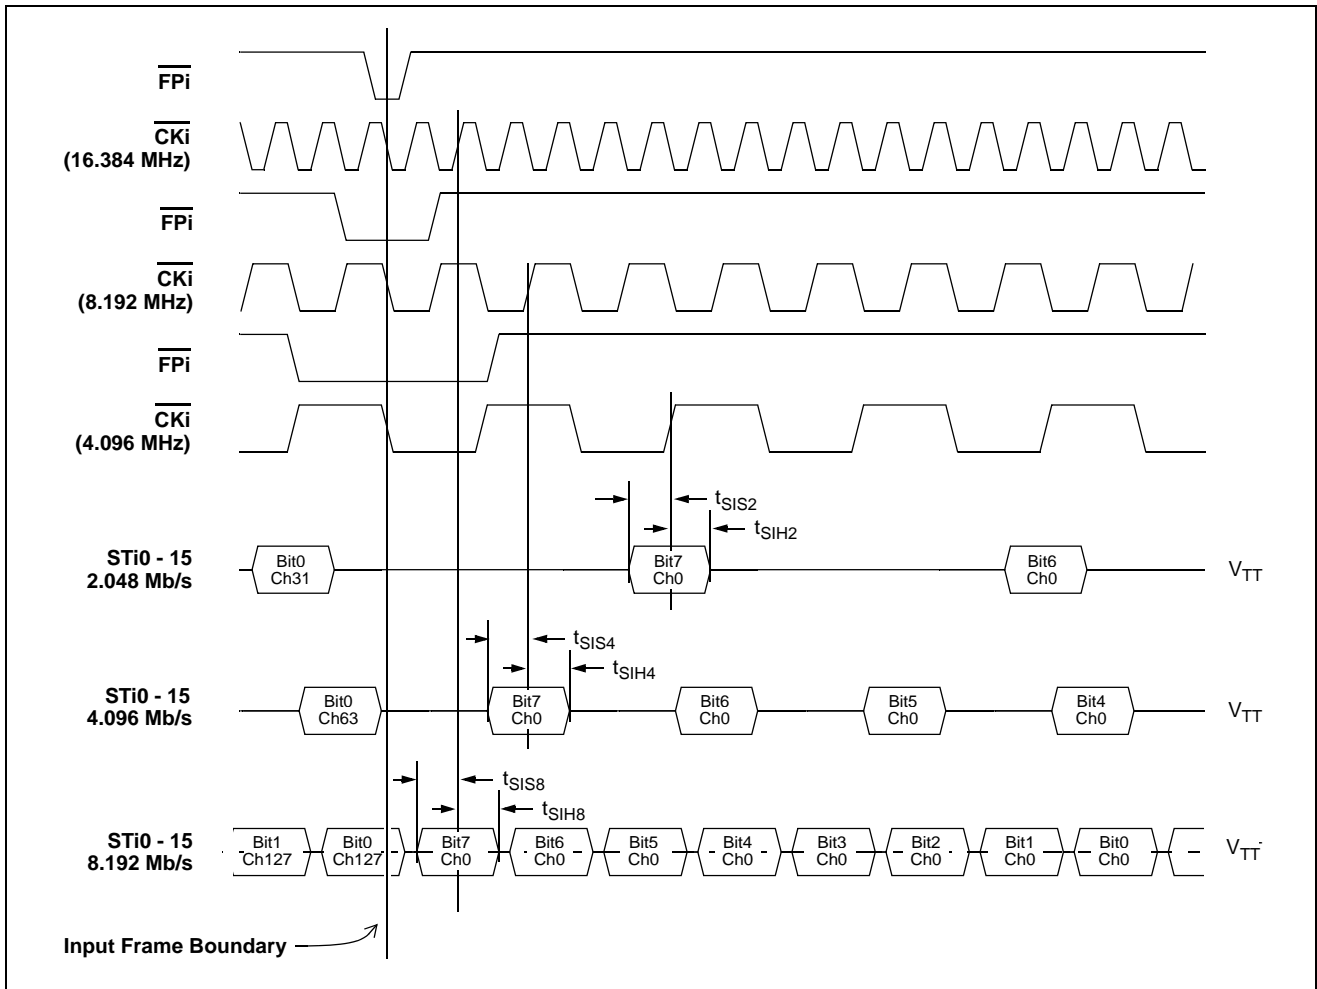 FPi
CKi
(16.384 MHz)
FPi
CKi
(8.192 MHz)
FPi
CKi
(4.096 MHz)
tSIS2
tSIH2
STi0 - 15
2.048 Mb/s
Bit0
Ch31
Bit7
Ch0
Bit6
Ch0
VTT
tSIS4
tSIH4
STi0 - 15
4.096 Mb/s
Bit0
Ch63
Bit7
Ch0
Bit6
Ch0
Bit5
Ch0
Bit4
Ch0
VTT
tSIS8
tSIH8
STi0 - 15
8.192 Mb/s
Bit1
Ch127
Bit0
Ch127
Bit7
Ch0
Bit6
Ch0
Bit5
Ch0
Bit4
Ch0
Bit3
Ch0
Bit2
Ch0
Bit1
Ch0
Bit0
Ch0
VTT
Input Frame Boundary